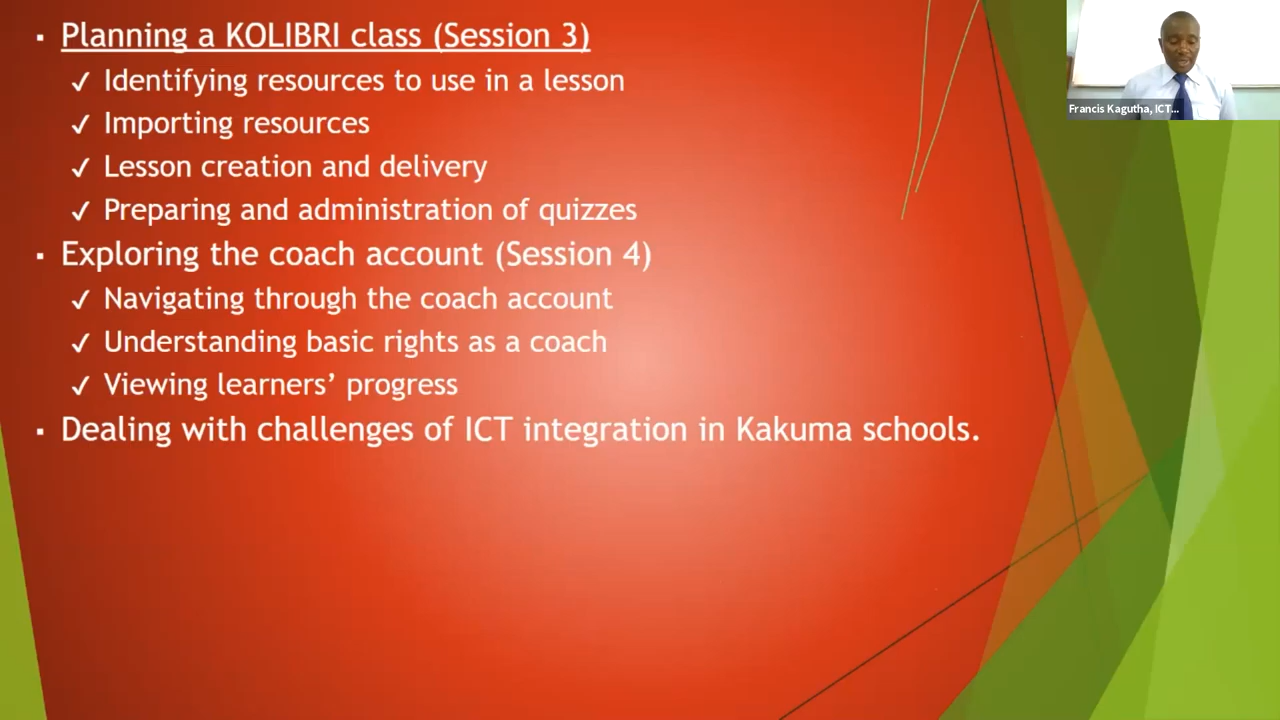 ▪ Planning a KOLIBRI class (Session 3)
✓ Identifying resources to use in a lesson
✓ Importing resources
✓ Lesson creation and delivery
✓ Preparing and administration of quizzes
▪ Exploring the coach account (Session 4)
✓ Navigating through the coach account
✓ Understanding basic rights as a coach
✓ Viewing learners’ progress
▪ Dealing with challenges of ICT integration in Kakuma schools.
Francis Kagutha, ICT...